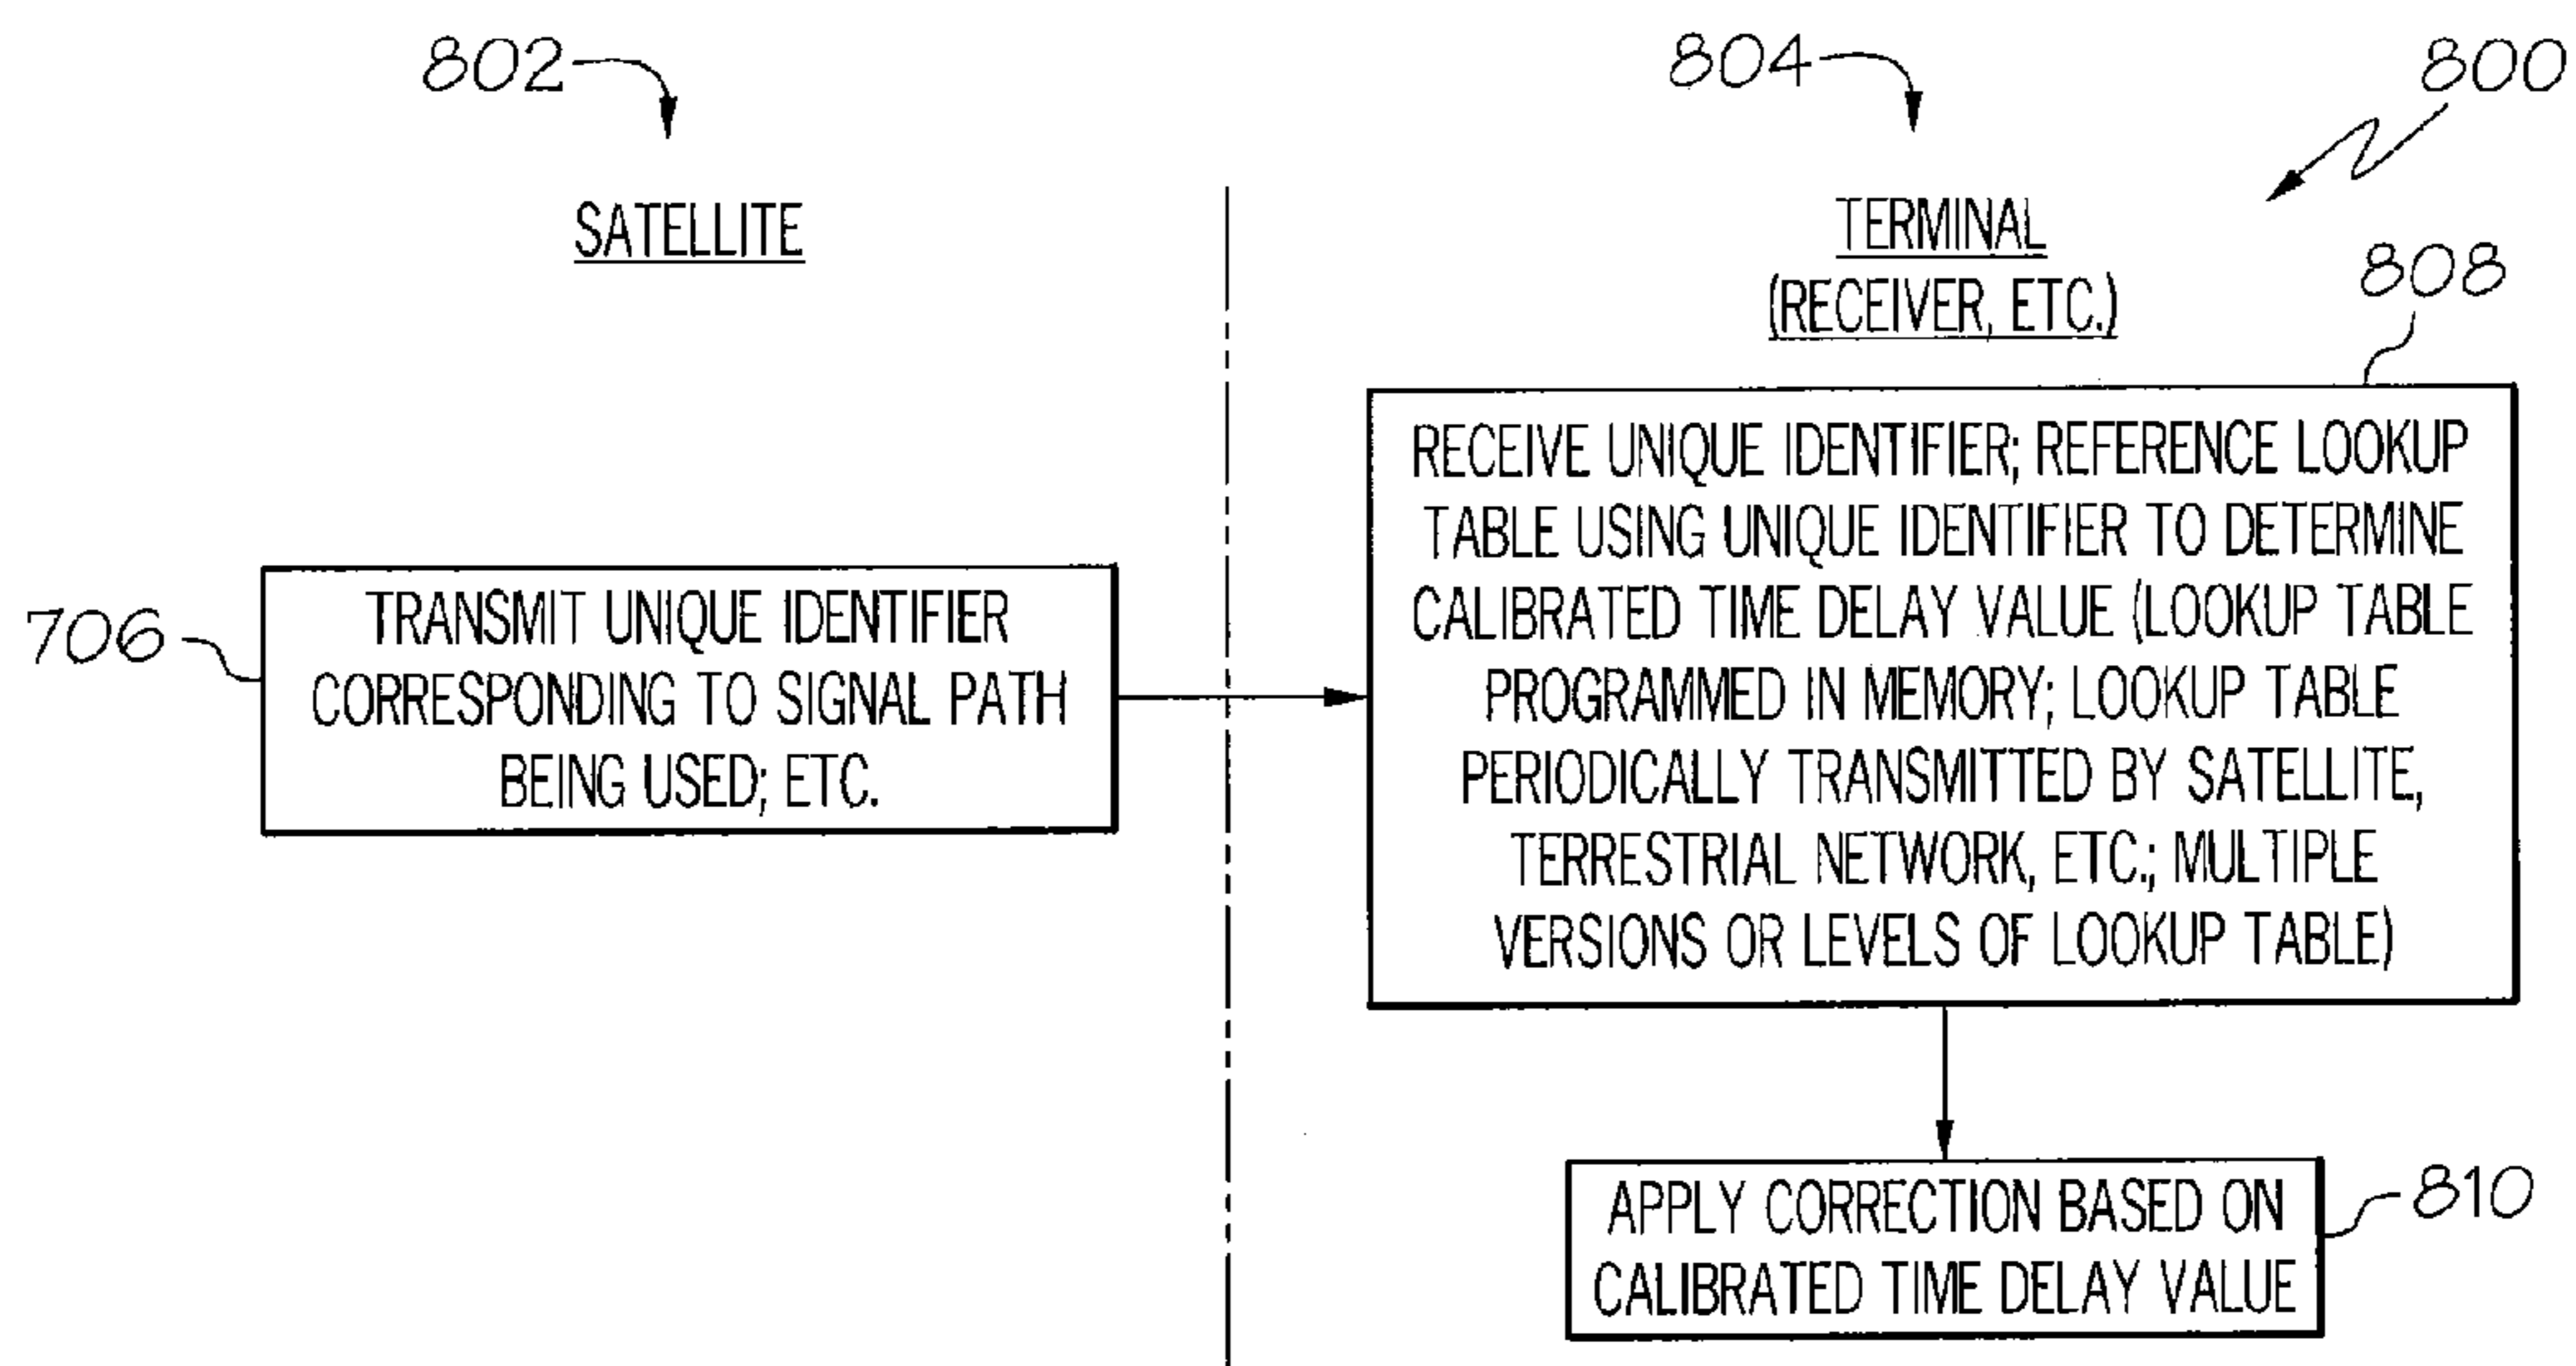 802
804
800
SATELLITE
TERMINAL
(RECEIVER, ETC.)
808
706
TRANSMIT UNIQUE IDENTIFIER
CORRESPONDING TO SIGNAL PATH
BEING USED; ETC.
RECEIVE UNIQUE IDENTIFIER; REFERENCE LOOKUP
TABLE USING UNIQUE IDENTIFIER TO DETERMINE
CALIBRATED TIME DELAY VALUE (LOOKUP TABLE
PROGRAMMED IN MEMORY; LOOKUP TABLE
PERIODICALLY TRANSMITTED BY SATELLITE,
TERRESTRIAL NETWORK, ETC.; MULTIPLE
VERSIONS OR LEVELS OF LOOKUP TABLE)
APPLY CORRECTION BASED ON
CALIBRATED TIME DELAY VALUE
810